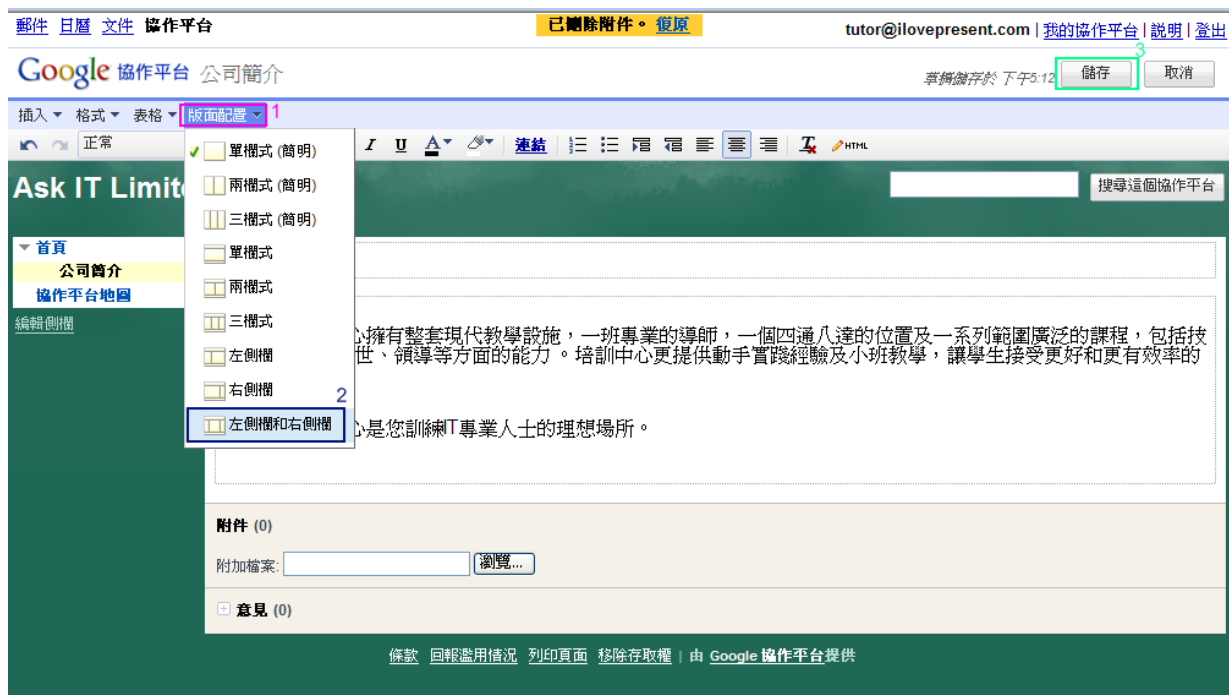 郵件 日曆 文件 協作平台 已刪除附件。 復原 tutor@ilovepresent.com | 我的協作平台 | 說明 | 登出
Google 協作平台 公司簡介 草稿儲存於 下午5:12 儲存 取消 3
插入 格式 表格 版面配置 1
正常 I U A 連結 HTML
單欄式 (簡明)
Ask IT Limite 兩欄式 (簡明) 搜尋這個協作平台
三欄式 (簡明)
首頁 單欄式
公司簡介
協作平台地圖 兩欄式
編輯側欄 三欄式
心擁有整套現代教學設施，一班專業的導師，一個四通八達的位置及一系列範圍廣泛的課程，包括技
左側欄 世、領導等方面的能力。培訓中心更提供動手實踐經驗及小班教學，讓學生接受更好和更有效率的
右側欄 2
左側欄和右側欄 心是您訓練IT專業人士的理想場所。
附件 (0)
附加檔案: 瀏覽...
意見 (0)
條款 回報濫用情況 列印頁面 移除存取權 | 由 Google 協作平台提供